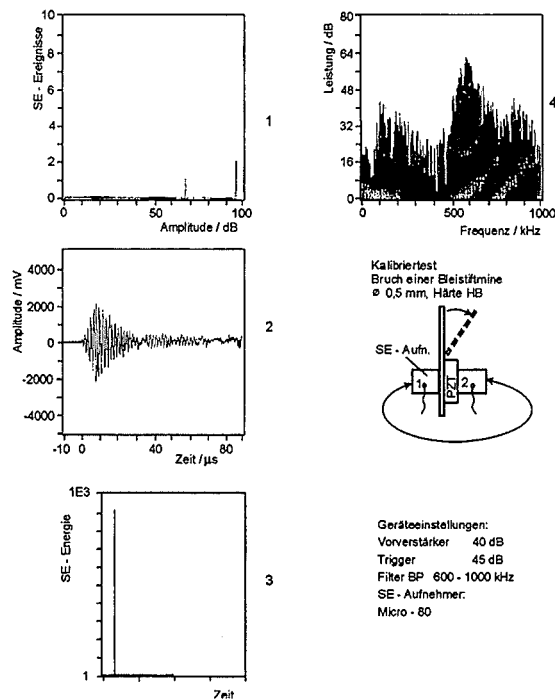 10
8
6
4
2
0
SE - Ereignisse
0
50
100
Amplitude / dB
1
80
64
48
32
16
0
Leistung / dB
0
500
1000
Frequenz / kHz
4
4000
2000
0
-2000
-4000
Amplitude / mV
-10
0
20
40
60
80
Zeit / µs
2
Kalibriertest
Bruch einer Bleistiftmine
ø 0,5 mm, Härte HB
SE - Aufn.
1
PZT
2
1E3
SE - Energie
1
Zeit
3
Geräteeinstellungen:
Vorverstärker 40 dB
Trigger 45 dB
Filter BP 600 - 1000 kHz
SE - Aufnehmer:
Micro - 80